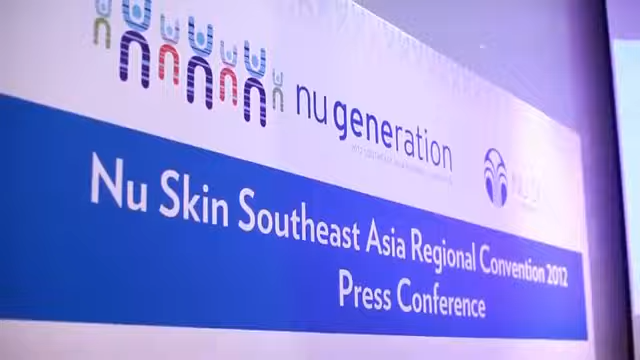 nu generation
Nu Skin Southeast Asia Regional Convention 2012
Press Conference